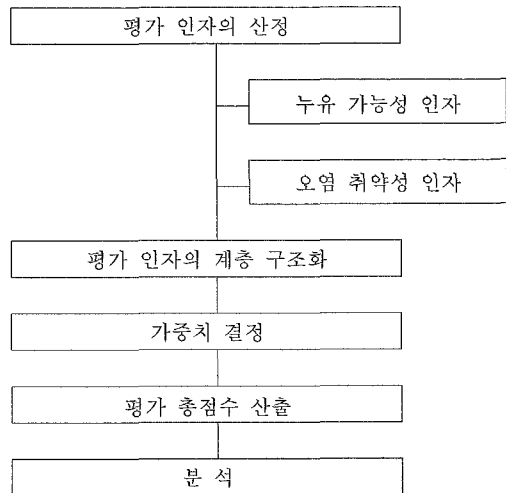 평가 인자의 산정
누유 가능성 인자
오염 취약성 인자
평가 인자의 계층 구조화
가중치 결정
평가 총점수 산출
분 석